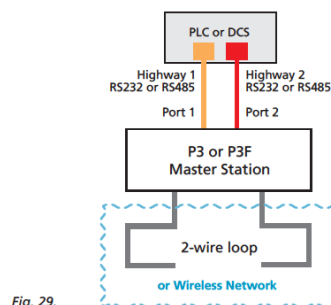 PLC or DCS
Highway 1
RS232 or RS485
Highway 2
RS232 or RS485
Port 1
Port 2
P3 or P3F
Master Station
2-wire loop
or Wireless Network
Fig. 29.